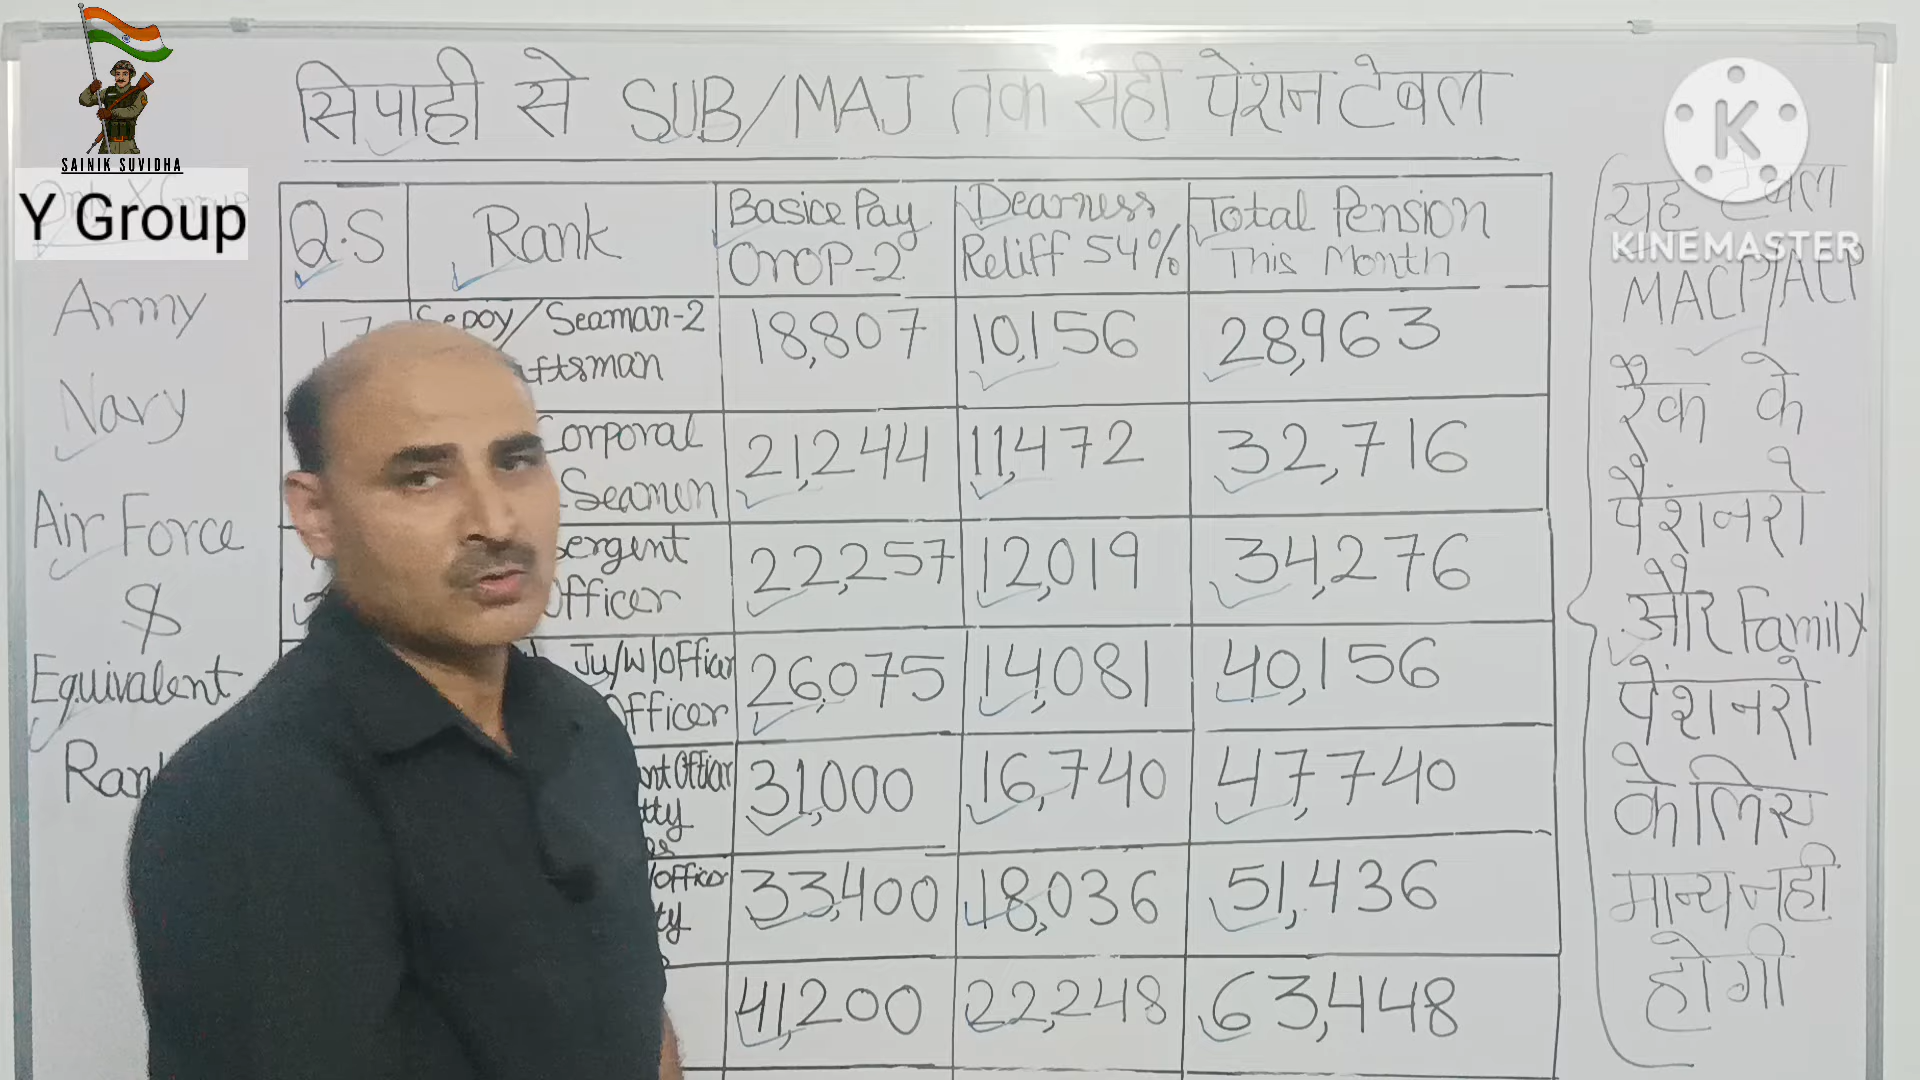 सिपाही से SUB/MAJ तक सही पेंशन टेबल
SAINIK SUVIDHA
Y Group
Army
Navy
Air Force
$
Equivalent
Q.S
Rank
Basice Pay
OroP-2
Dearness
Reliff 54%
Total Pension
This Month
17
Sepoy/Seaman-2
18,807
10,156
28,963
Corporal
Seamen
21,244
11,472
32,716
22,257
12,019
34,276
Ju/W/Officer
26,075
14,081
40,156
31,000
16,740
47,740
33,400
18,036
51,436
41,200
22,248
63,448
K
KINEMASTER
यह टेबल
MACP/ACP
रैंक के
पैंशनरो
और Family
पेंशनरो
के लिए
मान्य नही
होगी